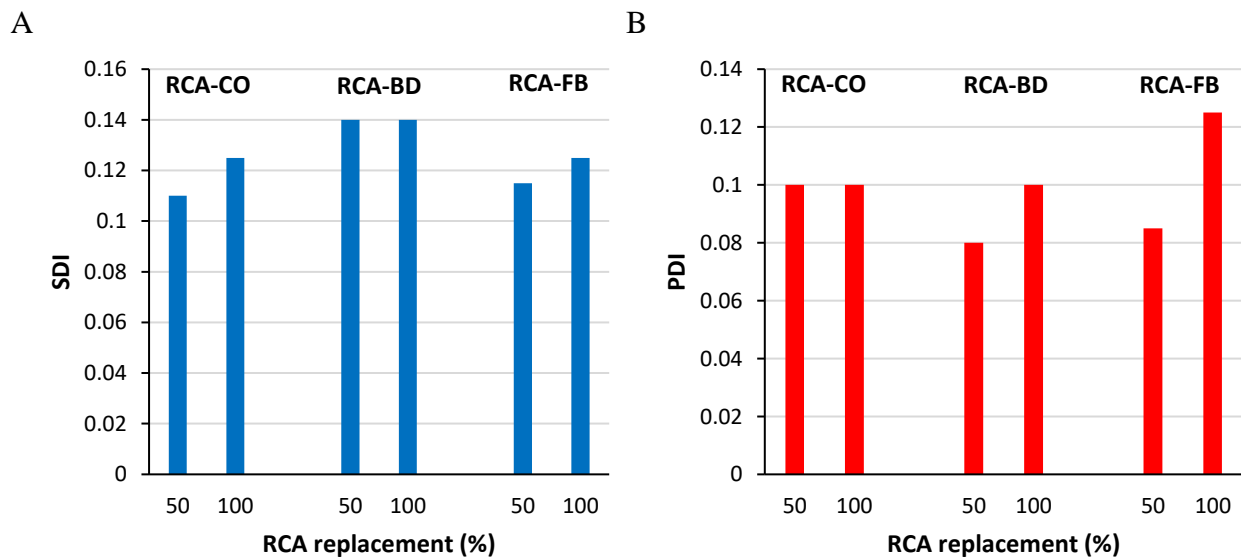 A
0.16
0.14
0.12
0.1
0.08
0.06
0.04
0.02
0
SDI
RCA-CO RCA-BD RCA-FB
50 100 50 100 50 100
RCA replacement (%)
B
0.14
0.12
0.1
0.08
0.06
0.04
0.02
0
PDI
RCA-CO RCA-BD RCA-FB
50 100 50 100 50 100
RCA replacement (%)